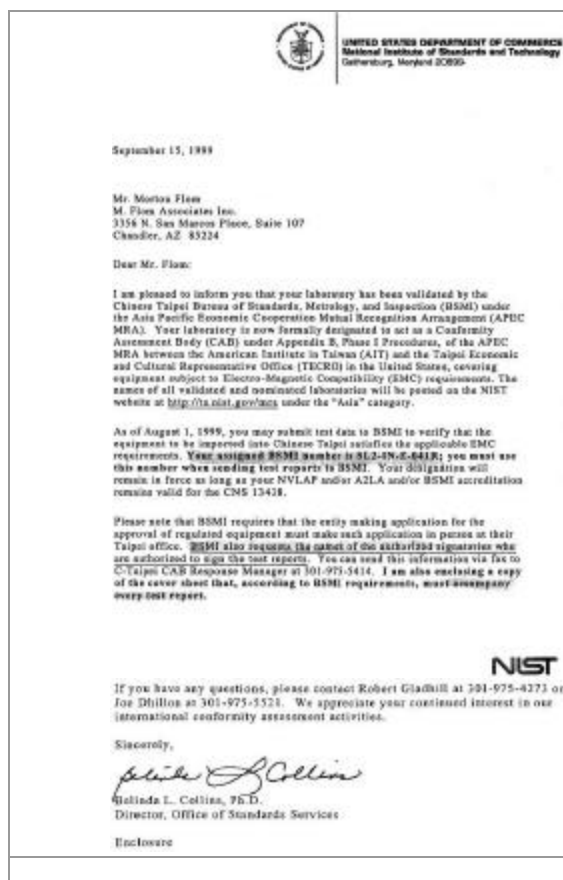 UNITED STATES DEPARTMENT OF COMMERCE
National Institute of Standards and Technology
Gaithersburg, Maryland 20899-
September 15, 1999
Mr. Morton Flom
M. Flom Associates Inc.
3356 N. San Marcos Place, Suite 107
Chandler, AZ 85224
Dear Mr. Flom:
I am pleased to inform you that your laboratory has been validated by the
Chinese Taipei Bureau of Standards, Metrology, and Inspection (BSMI) under
the Asia Pacific Economic Cooperation Mutual Recognition Arrangement (APEC
MRA). Your laboratory is now formally designated to act as a Conformity
Assessment Body (CAB) under Appendix B, Phase I Procedures, of the APEC
MRA between the American Institute in Taiwan (AIT) and the Taipei Economic
and Cultural Representative Office (TECRO) in the United States, covering
equipment subject to Electro-Magnetic Compatibility (EMC) requirements. The
names of all validated and nominated laboratories will be posted on the NIST
website at http://ts.nist.gov/mra under the "Asia" category.
As of August 1, 1999, you may submit test data to BSMI to verify that the
equipment to be imported into Chinese Taipei satisfies the applicable EMC
requirements. Your assigned BSMI number is SL2-IN-E-041R; you must use
this number when sending test reports to BSMI. Your designation will
remain in force as long as your NVLAP and/or A2LA and/or BSMI accreditation
remains valid for the CNS 13438.
Please note that BSMI requires that the entity making application for the
approval of regulated equipment must make such application in person at their
Taipei office. BSMI also requests the names of the authorized signatories who
are authorized to sign the test reports. You can send this information via fax to
C-Taipei CAB Response Manager at 301-975-5414. I am also enclosing a copy
of the cover sheet that, according to BSMI requirements, must accompany
every test report.
NIST
If you have any questions, please contact Robert Gladhill at 301-975-4273 or
Joe Dhillon at 301-975-5521. We appreciate your continued interest in our
international conformity assessment activities.
Sincerely,
Belinda L. Collins
Belinda L. Collins, Ph.D.
Director, Office of Standards Services
Enclosure